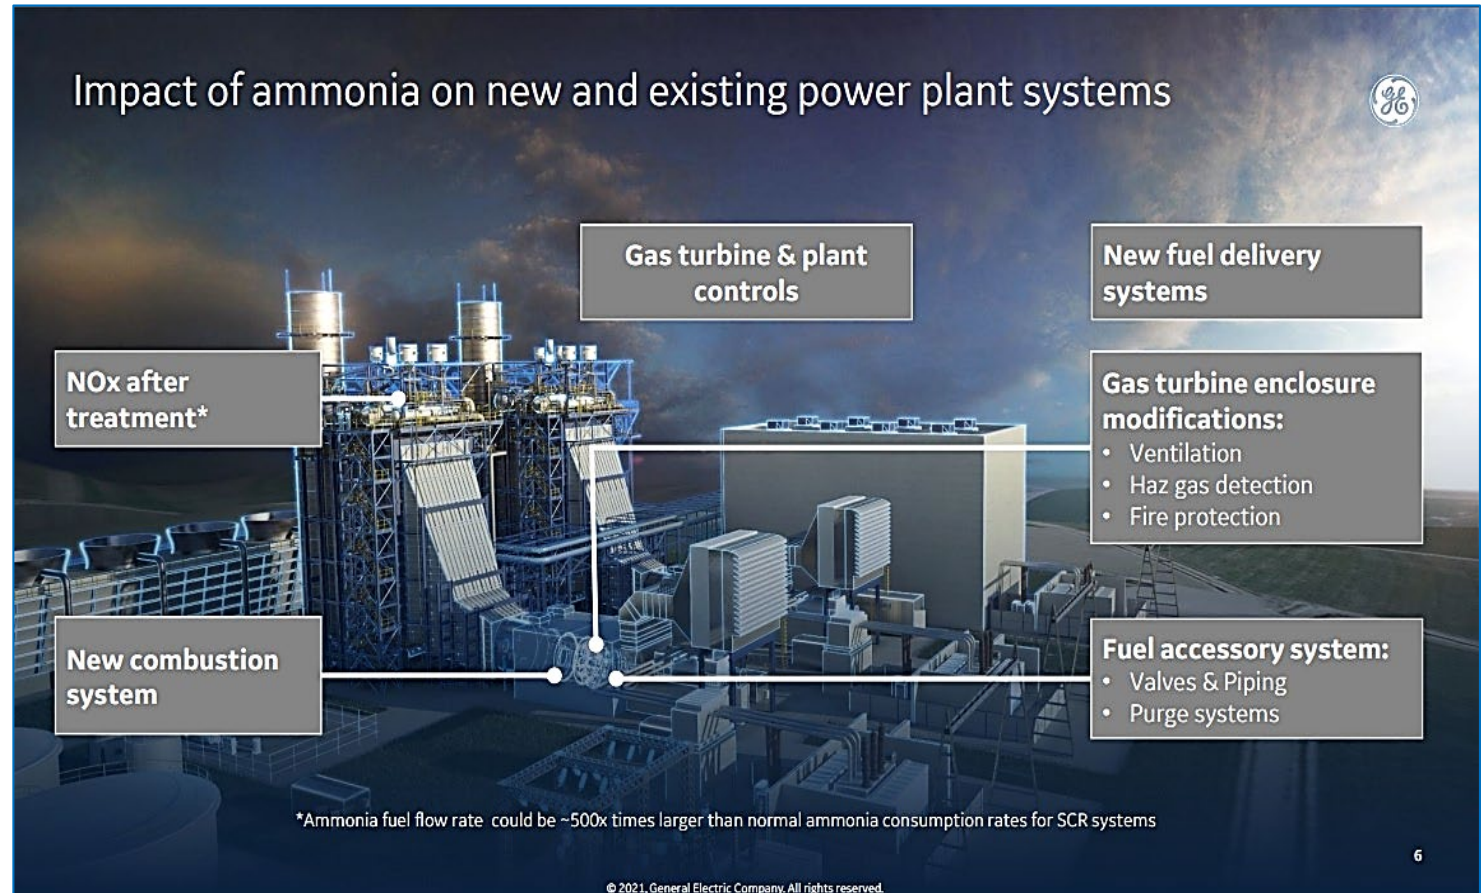 Impact of ammonia on new and existing power plant systems
Gas turbine & plant
controls
New fuel delivery
systems
NOx after
treatment*
Gas turbine enclosure
modifications:
• Ventilation
• Haz gas detection
• Fire protection
New combustion
system
Fuel accessory system:
• Valves & Piping
• Purge systems
*Ammonia fuel flow rate could be ~500x times larger than normal ammonia consumption rates for SCR systems
6
© 2021, General Electric Company. All rights reserved.